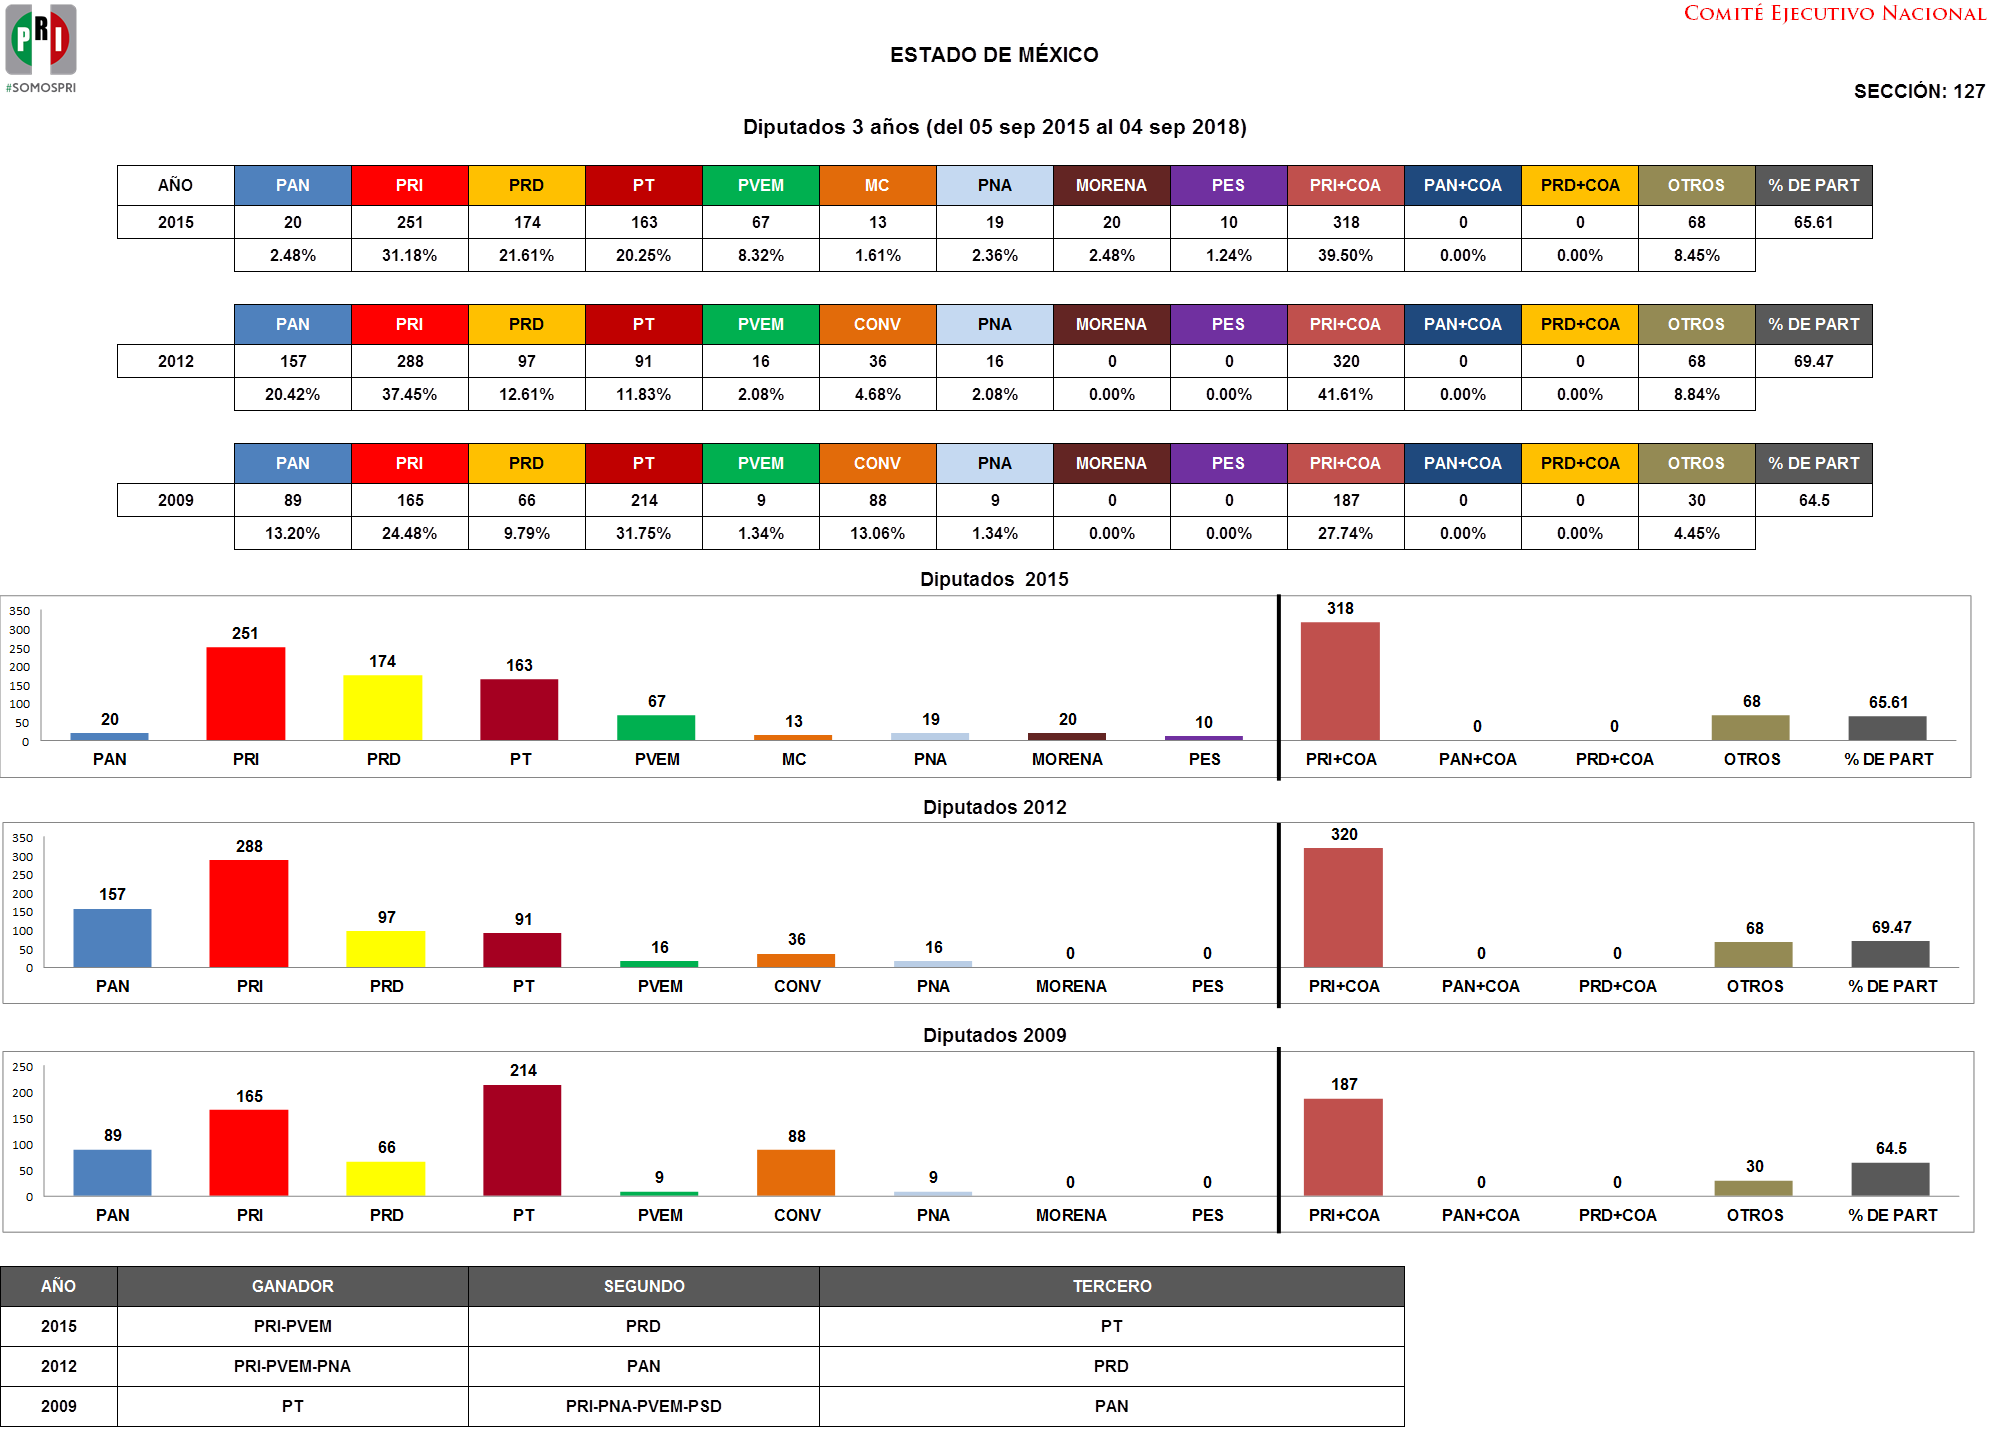 PRI
#SOMOSPRI
COMITÉ EJECUTIVO NACIONAL
ESTADO DE MÉXICO
SECCIÓN: 127
Diputados 3 años (del 05 sep 2015 al 04 sep 2018)
AÑO PAN PRI PRD PT PVEM MC PNA MORENA PES PRI+COA PAN+COA PRD+COA OTROS % DE PART
2015 20 251 174 163 67 13 19 20 10 318 0 0 68 65.61
2.48% 31.18% 21.61% 20.25% 8.32% 1.61% 2.36% 2.48% 1.24% 39.50% 0.00% 0.00% 8.45%
PAN PRI PRD PT PVEM CONV PNA MORENA PES PRI+COA PAN+COA PRD+COA OTROS % DE PART
2012 157 288 97 91 16 36 16 0 0 320 0 0 68 69.47
20.42% 37.45% 12.61% 11.83% 2.08% 4.68% 2.08% 0.00% 0.00% 41.61% 0.00% 0.00% 8.84%
PAN PRI PRD PT PVEM CONV PNA MORENA PES PRI+COA PAN+COA PRD+COA OTROS % DE PART
2009 89 165 66 214 9 88 9 0 0 187 0 0 30 64.5
13.20% 24.48% 9.79% 31.75% 1.34% 13.06% 1.34% 0.00% 0.00% 27.74% 0.00% 0.00% 4.45%
Diputados 2015
350
300
250
200
150
100
50
0
20 251 174 163 67 13 19 20 10 318 0 0 68 65.61
PAN PRI PRD PT PVEM MC PNA MORENA PES PRI+COA PAN+COA PRD+COA OTROS % DE PART
Diputados 2012
350
300
250
200
150
100
50
0
157 288 97 91 16 36 16 0 0 320 0 0 68 69.47
PAN PRI PRD PT PVEM CONV PNA MORENA PES PRI+COA PAN+COA PRD+COA OTROS % DE PART
Diputados 2009
250
200
150
100
50
0
89 165 66 214 9 88 9 0 0 187 0 0 30 64.5
PAN PRI PRD PT PVEM CONV PNA MORENA PES PRI+COA PAN+COA PRD+COA OTROS % DE PART
AÑO GANADOR SEGUNDO TERCERO
2015 PRI-PVEM PRD PT
2012 PRI-PVEM-PNA PAN PRD
2009 PT PRI-PNA-PVEM-PSD PAN